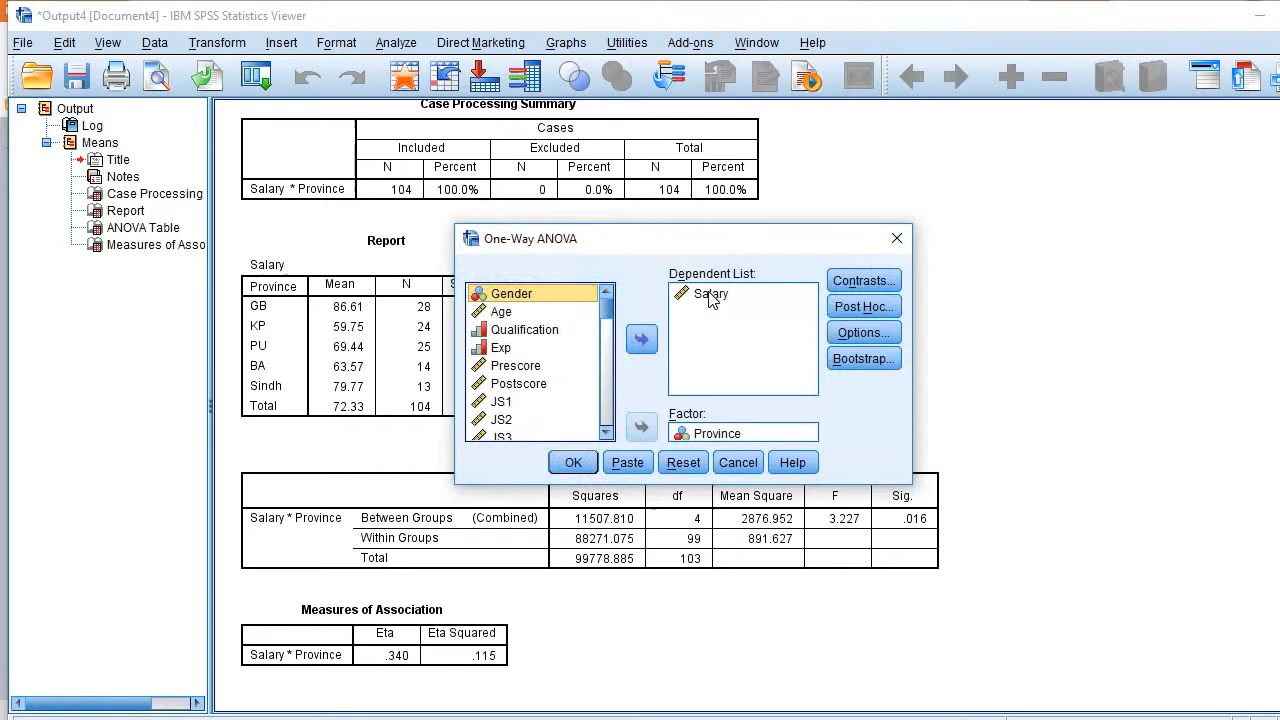 *Output4 [Document4] - IBM SPSS Statistics Viewer
File Edit View Data Transform Insert Format Analyze Direct Marketing Graphs Utilities Add-ons Window Help
Output
Log
Means
Title
Notes
Case Processing
Report
ANOVA Table
Measures of Asso
Case Processing Summary
Cases
Included Excluded Total
N Percent N Percent N Percent
Salary * Province 104 100.0% 0 0.0% 104 100.0%
Report
Salary
Province Mean N S
GB 86.61 28
KP 59.75 24
PU 69.44 25
BA 63.57 14
Sindh 79.77 13
Total 72.33 104
One-Way ANOVA
Gender
Age
Qualification
Exp
Prescore
Postscore
JS1
JS2
JS3
Dependent List:
Salary
Factor:
Province
Contrasts...
Post Hoc...
Options...
Bootstrap...
OK Paste Reset Cancel Help
Squares df Mean Square F Sig.
Salary * Province Between Groups (Combined) 11507.810 4 2876.952 3.227 .016
Within Groups 88271.075 99 891.627
Total 99778.885 103
Measures of Association
Eta Eta Squared
Salary * Province .340 .115